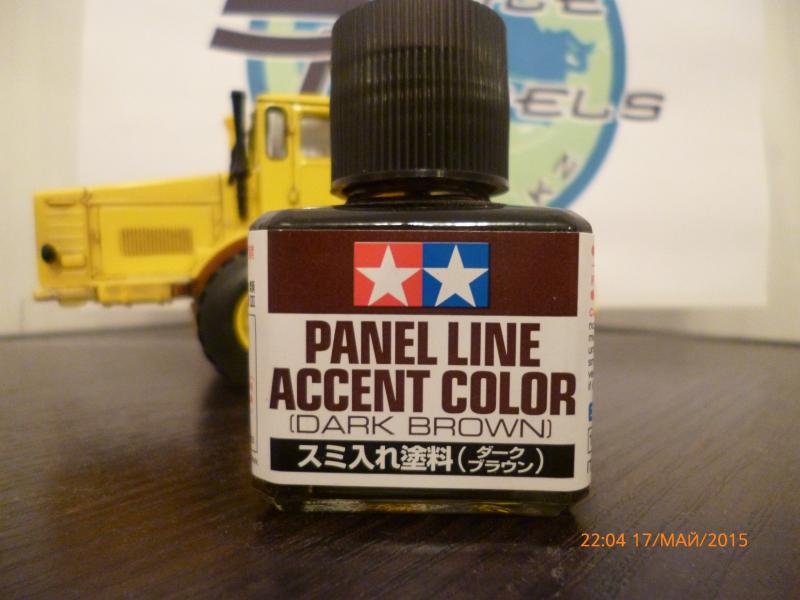 PANEL LINE
ACCENT COLOR
(DARK BROWN)
スミ入れ塗料(ダークブラウン)
22:04 17/МАЙ/2015